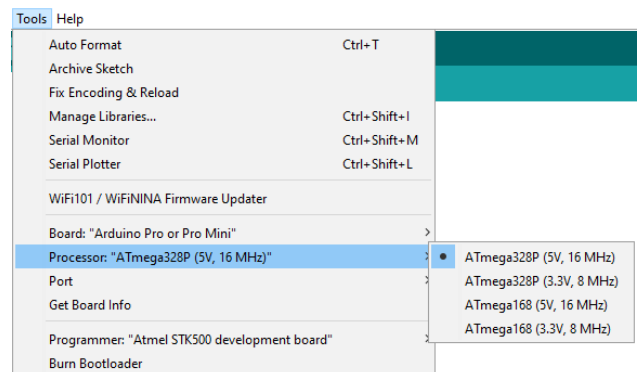 Tools Help
Auto Format Ctrl+T
Archive Sketch
Fix Encoding & Reload
Manage Libraries... Ctrl+Shift+I
Serial Monitor Ctrl+Shift+M
Serial Plotter Ctrl+Shift+L
WiFi101 / WiFiNINA Firmware Updater
Board: "Arduino Pro or Pro Mini"
Processor: "ATmega328P (5V, 16 MHz)"
Port
Get Board Info
Programmer: "Atmel STK500 development board"
Burn Bootloader
ATmega328P (5V, 16 MHz)
ATmega328P (3.3V, 8 MHz)
ATmega168 (5V, 16 MHz)
ATmega168 (3.3V, 8 MHz)